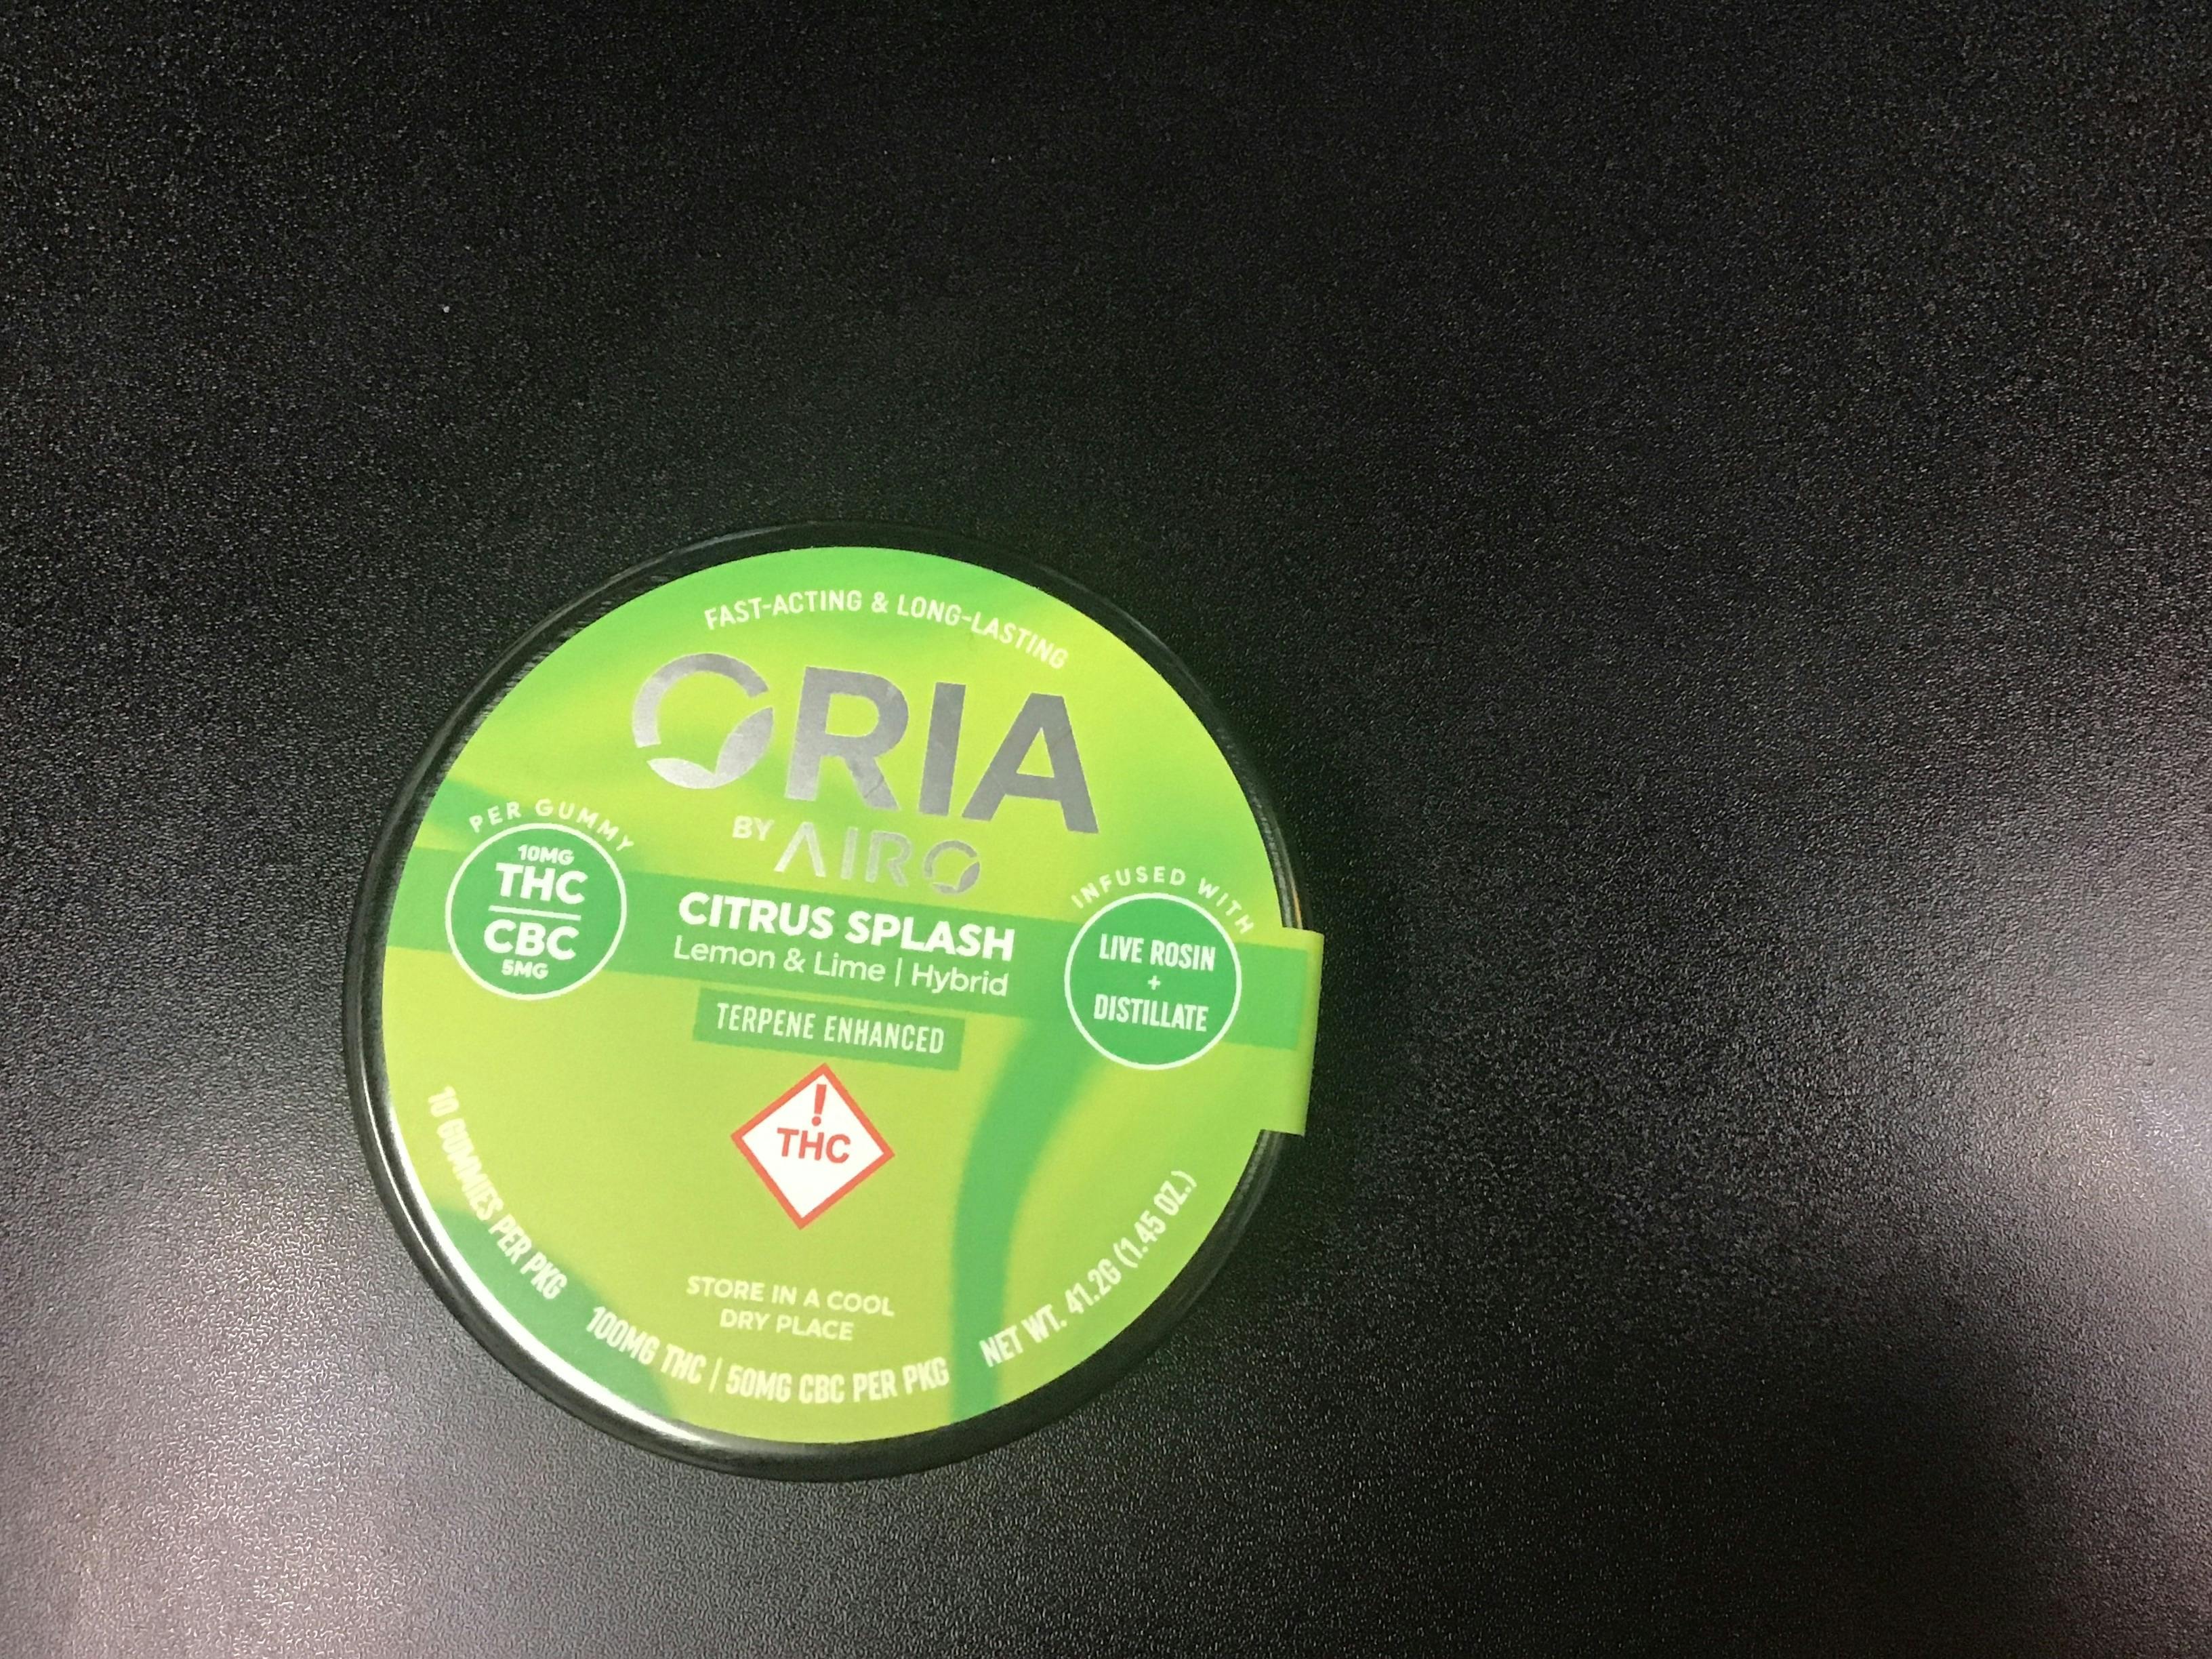 FAST-ACTING & LONG-LASTING
ORIA
BY AIRO
PER GUMMY
10MG
THC
CBC
5MG
CITRUS SPLASH
Lemon & Lime | Hybrid
TERPENE ENHANCED
INFUSED WITH
LIVE ROSIN
+
DISTILLATE
!
THC
STORE IN A COOL
DRY PLACE
10 GUMMIES PER PKG
100MG THC | 50MG CBC PER PKG
NET WT. 41.2G (1.45 OZ.)